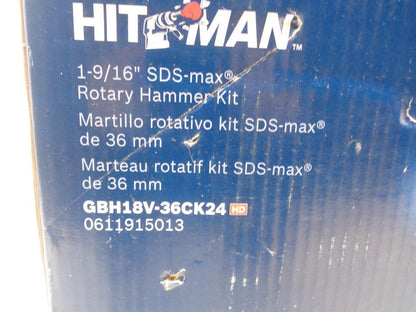 HITMAN™
1-9/16" SDS-max®
Rotary Hammer Kit
Martillo rotativo kit SDS-max®
de 36 mm
Marteau rotatif kit SDS-max®
de 36 mm
GBH18V-36CK24 HD
0611915013